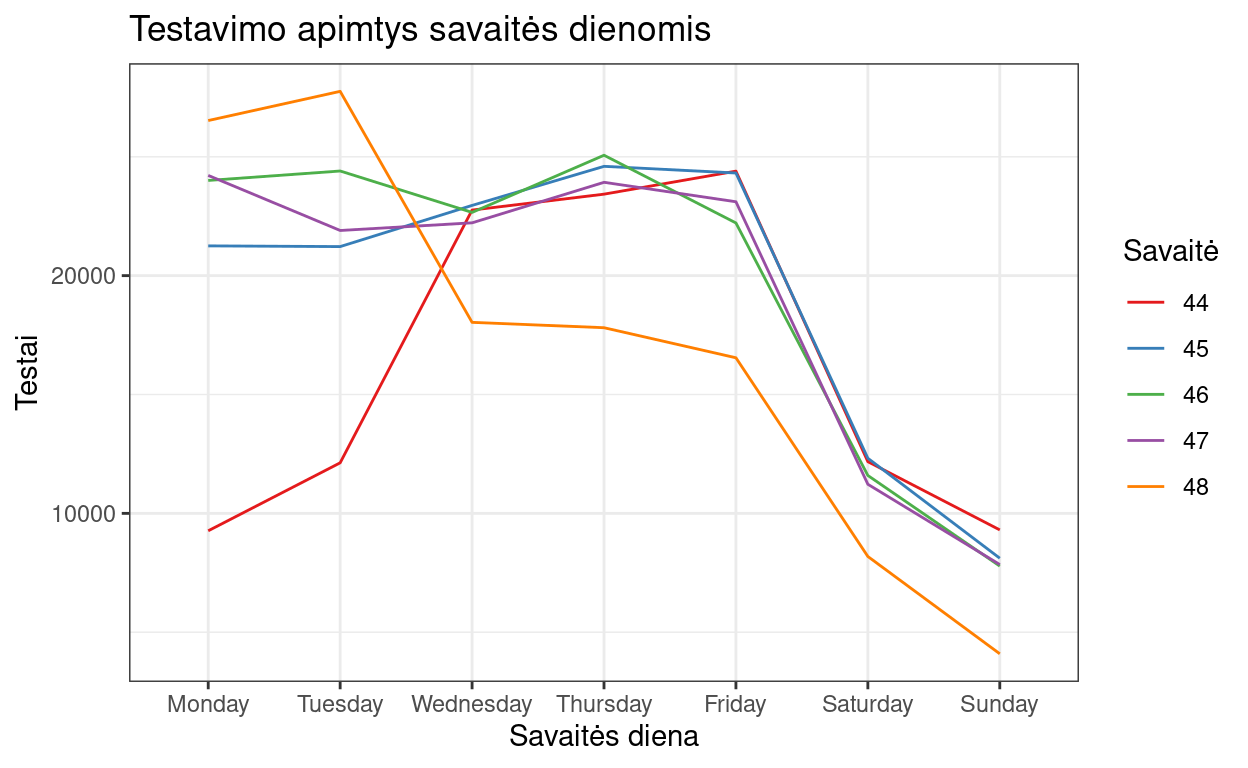 Testavimo apimtys savaitės dienomis
Testai
20000
10000
Monday Tuesday Wednesday Thursday Friday Saturday Sunday
Savaitės diena
Savaitė
44
45
46
47
48